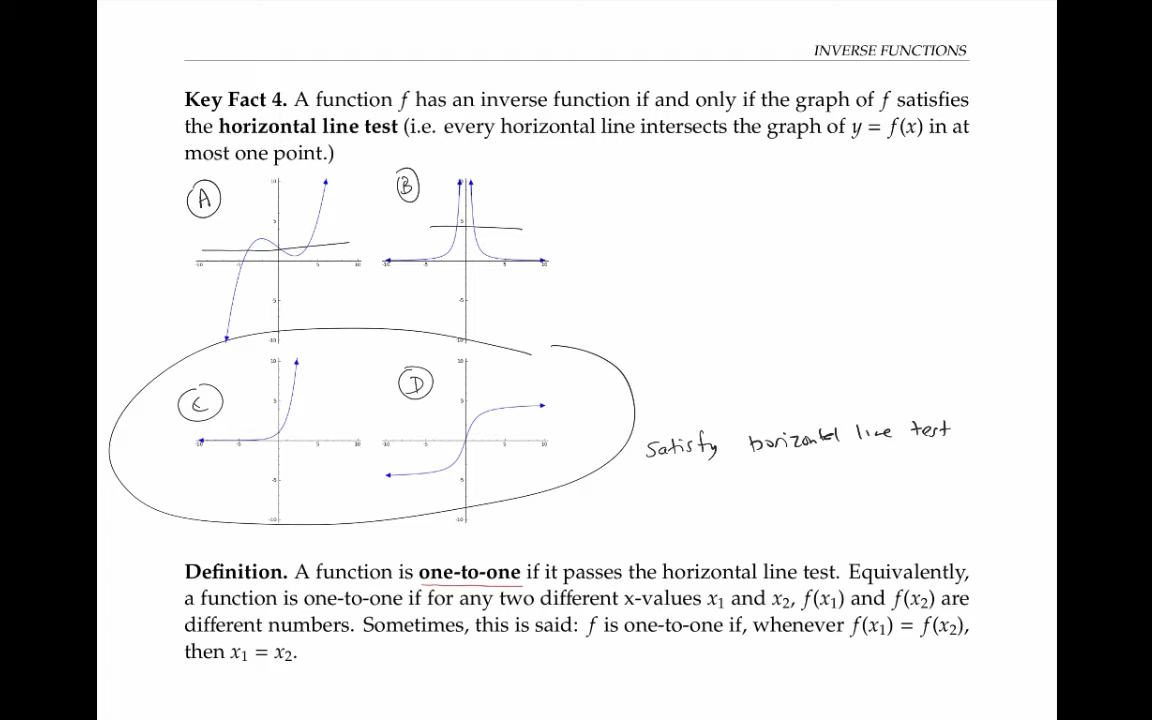 INVERSE FUNCTIONS
Key Fact 4. A function f has an inverse function if and only if the graph of f satisfies
the horizontal line test (i.e. every horizontal line intersects the graph of y = f(x) in at
most one point.)
A
B
C
D
satisfy horizontal line test
Definition. A function is one-to-one if it passes the horizontal line test. Equivalently,
a function is one-to-one if for any two different x-values x₁ and x₂, f(x₁) and f(x₂) are
different numbers. Sometimes, this is said: f is one-to-one if, whenever f(x₁) = f(x₂),
then x₁ = x₂.